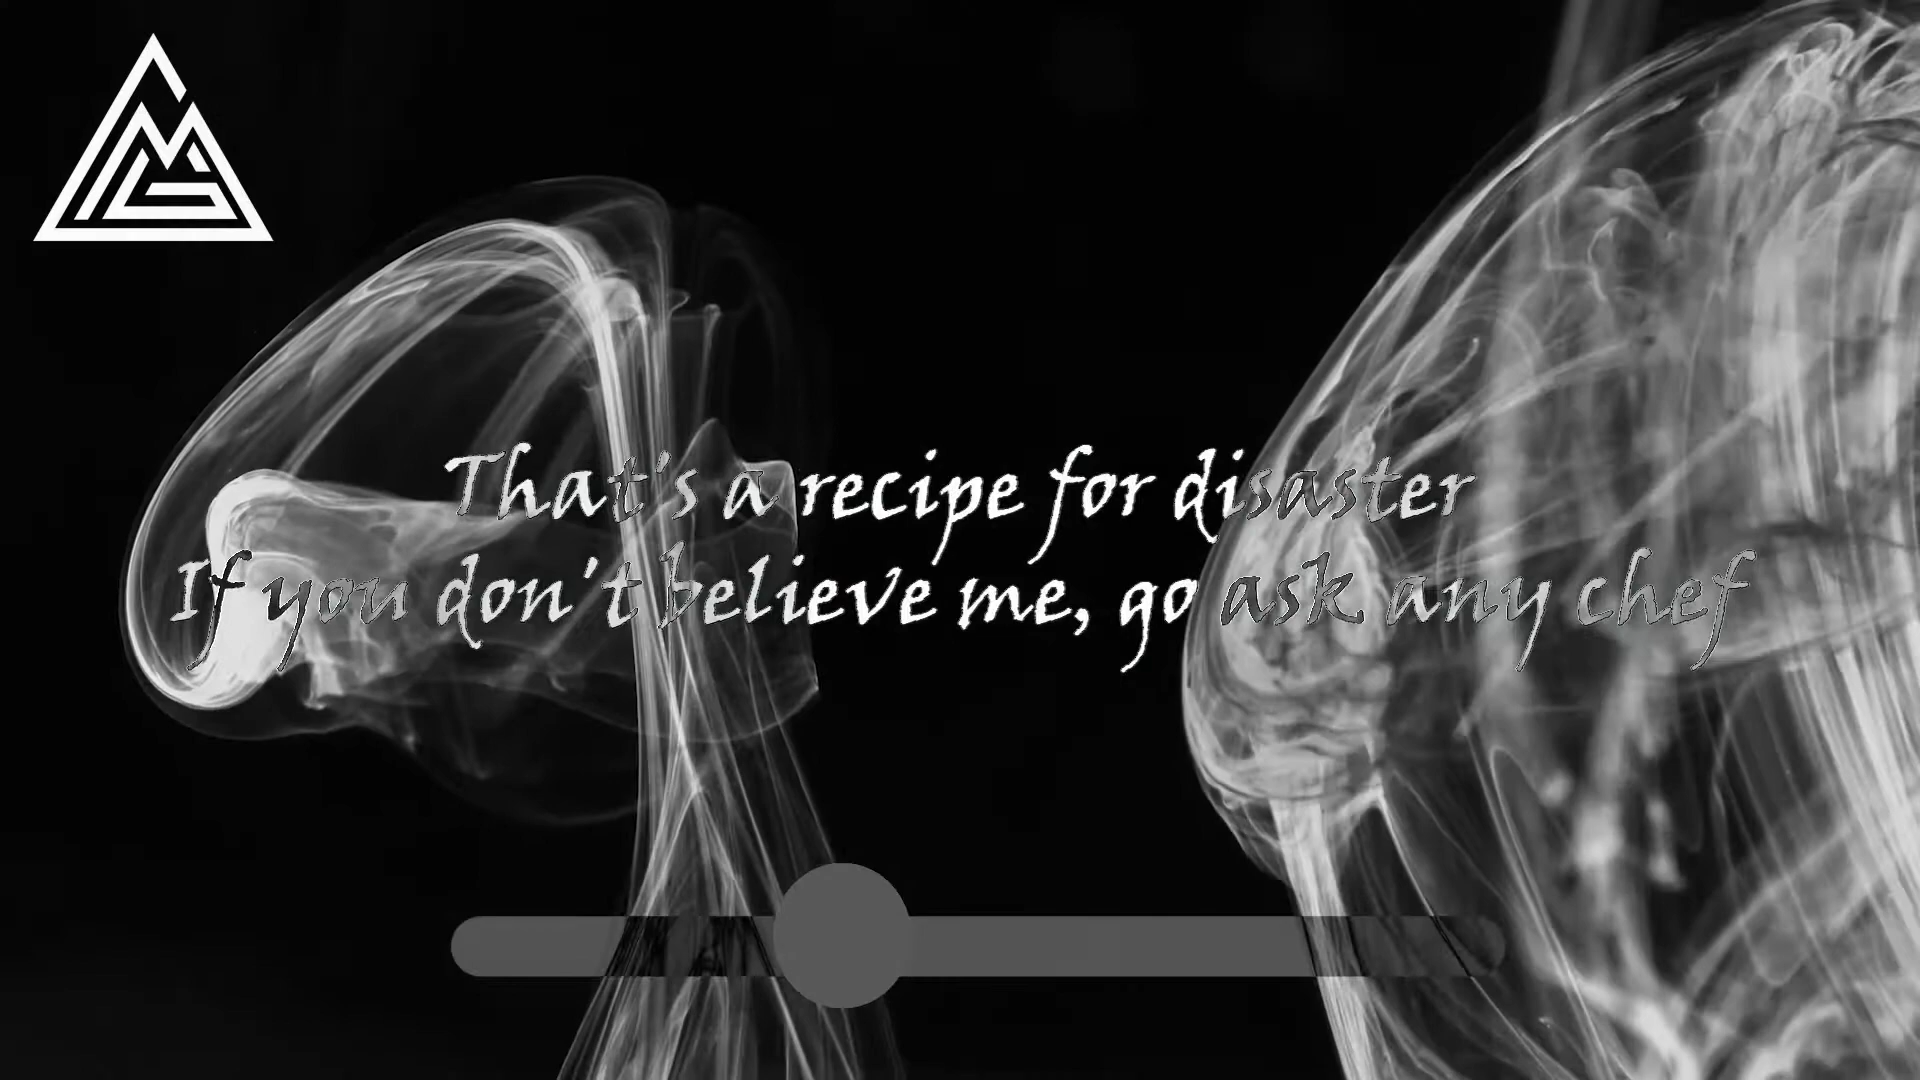 That's a recipe for disaster
If you don't believe me, go ask any chef